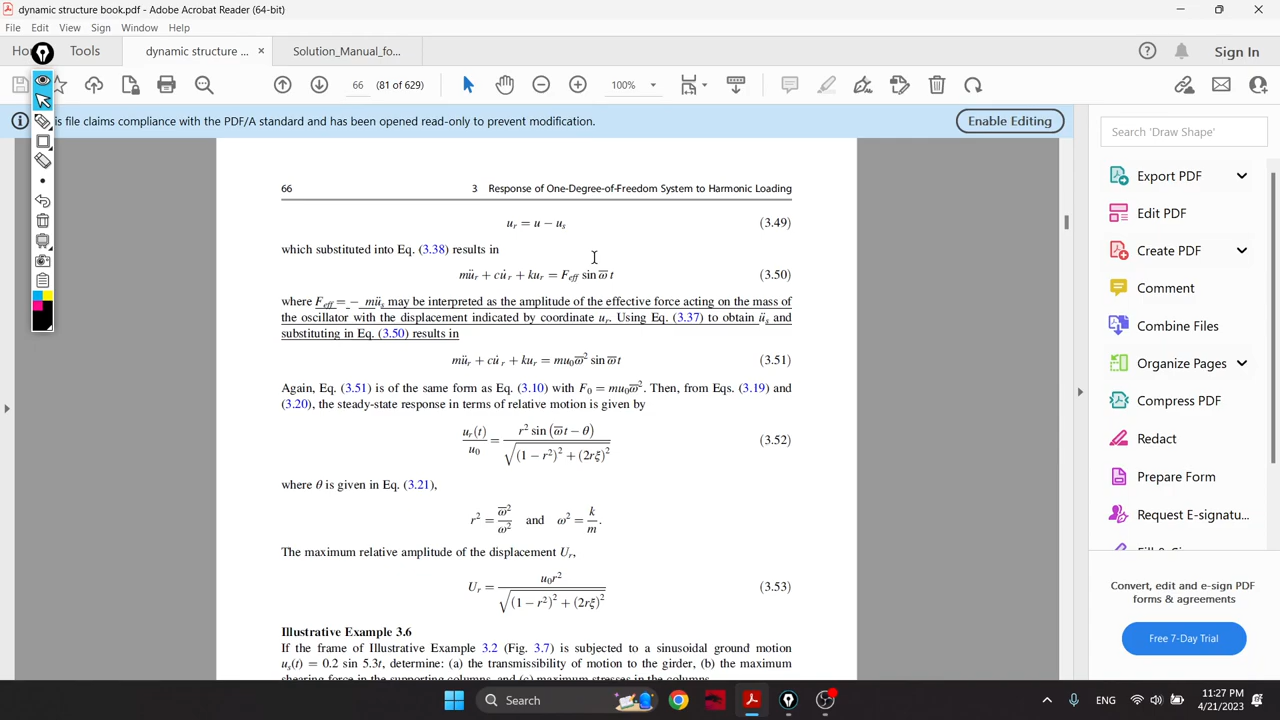 dynamic structure book.pdf - Adobe Acrobat Reader (64-bit)
File Edit View Sign Window Help
Tools
dynamic structure ... ×
Solution_Manual_fo...
Sign In
66 (81 of 629)
100%
is file claims compliance with the PDF/A standard and has been opened read-only to prevent modification.
Enable Editing
66 3 Response of One-Degree-of-Freedom System to Harmonic Loading
u_r = u − u_s (3.49)
which substituted into Eq. (3.38) results in
mü_r + cu̇_r + ku_r = F_eff sin ω̅ t (3.50)
where F_eff = − mü_s may be interpreted as the amplitude of the effective force acting on the mass of
the oscillator with the displacement indicated by coordinate u_r. Using Eq. (3.37) to obtain ü_s and
substituting in Eq. (3.50) results in
mü_r + cu̇_r + ku_r = mu_0ω̅² sin ω̅ t (3.51)
Again, Eq. (3.51) is of the same form as Eq. (3.10) with F_0 = mu_0ω̅². Then, from Eqs. (3.19) and
(3.20), the steady-state response in terms of relative motion is given by
u_r(t)/u_0 = r² sin (ω̅ t − θ) / √((1 − r²)² + (2rξ)²) (3.52)
where θ is given in Eq. (3.21),
r² = ω̅²/ω² and ω² = k/m.
The maximum relative amplitude of the displacement U_r,
U_r = u_0r² / √((1 − r²)² + (2rξ)²) (3.53)
Illustrative Example 3.6
If the frame of Illustrative Example 3.2 (Fig. 3.7) is subjected to a sinusoidal ground motion
u_s(t) = 0.2 sin 5.3t, determine: (a) the transmissibility of motion to the girder, (b) the maximum
shearing force in the supporting columns, and (c) maximum stresses in the columns.
Search 'Draw Shape'
Export PDF
Edit PDF
Create PDF
Comment
Combine Files
Organize Pages
Compress PDF
Redact
Prepare Form
Request E-signatu...
Convert, edit and e-sign PDF
forms & agreements
Free 7-Day Trial
Search
ENG
11:27 PM
4/21/2023